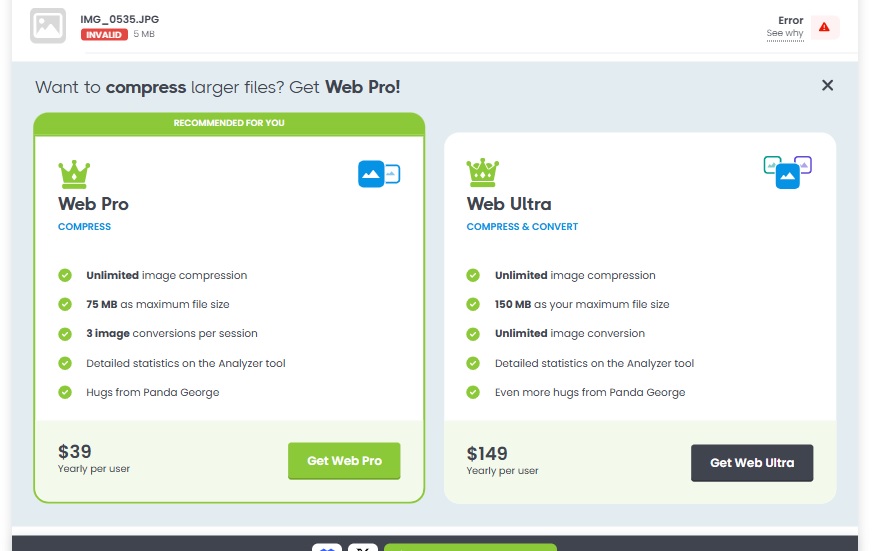 IMG_0535.JPG
INVALID 5 MB
Error
See why
Want to compress larger files? Get Web Pro!
RECOMMENDED FOR YOU
Web Pro
COMPRESS
Unlimited image compression
75 MB as maximum file size
3 image conversions per session
Detailed statistics on the Analyzer tool
Hugs from Panda George
$39
Yearly per user
Get Web Pro
Web Ultra
COMPRESS & CONVERT
Unlimited image compression
150 MB as your maximum file size
Unlimited image conversion
Detailed statistics on the Analyzer tool
Even more hugs from Panda George
$149
Yearly per user
Get Web Ultra